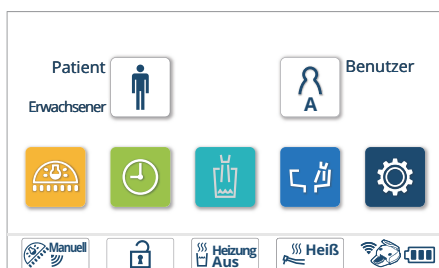 Patient
Benutzer
Erwachsener
A
Manuell
Heizung
Aus
Heiß